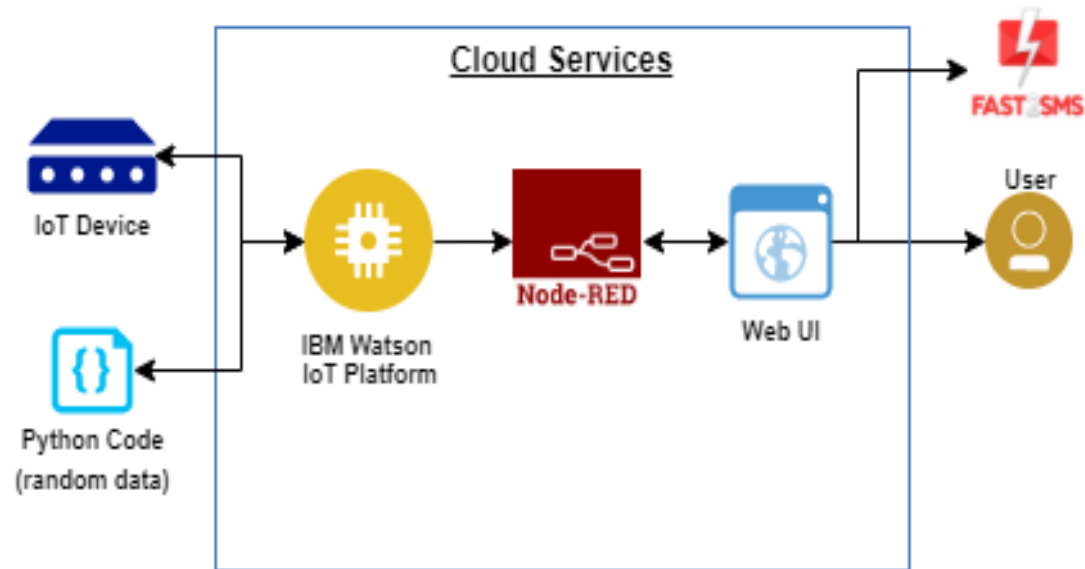 Cloud Services
FAST2SMS
IoT Device
User
Node-RED
Web UI
IBM Watson
IoT Platform
{}
Python Code
(random data)